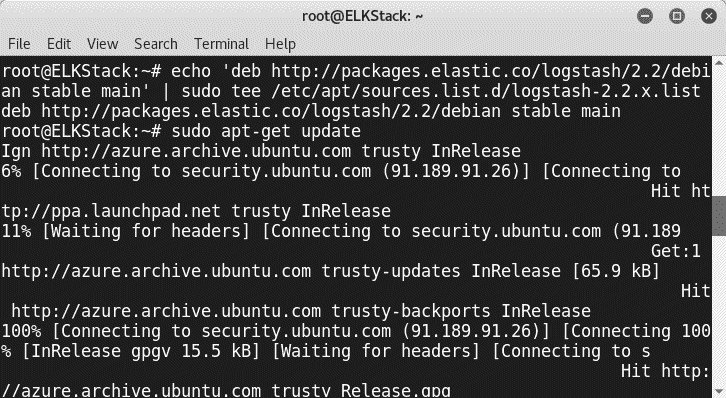 root@ELKStack: ~
File Edit View Search Terminal Help
root@ELKStack:~# echo 'deb http://packages.elastic.co/logstash/2.2/debi
an stable main' | sudo tee /etc/apt/sources.list.d/logstash-2.2.x.list
deb http://packages.elastic.co/logstash/2.2/debian stable main
root@ELKStack:~# sudo apt-get update
Ign http://azure.archive.ubuntu.com trusty InRelease
6% [Connecting to security.ubuntu.com (91.189.91.26)] [Connecting to
Hit ht
tp://ppa.launchpad.net trusty InRelease
11% [Waiting for headers] [Connecting to security.ubuntu.com (91.189
Get:1
http://azure.archive.ubuntu.com trusty-updates InRelease [65.9 kB]
Hit
http://azure.archive.ubuntu.com trusty-backports InRelease
100% [Connecting to security.ubuntu.com (91.189.91.26)] [Connecting 100
% [InRelease gpgv 15.5 kB] [Waiting for headers] [Connecting to s
Hit http:
//azure.archive.ubuntu.com trusty Release.gpg